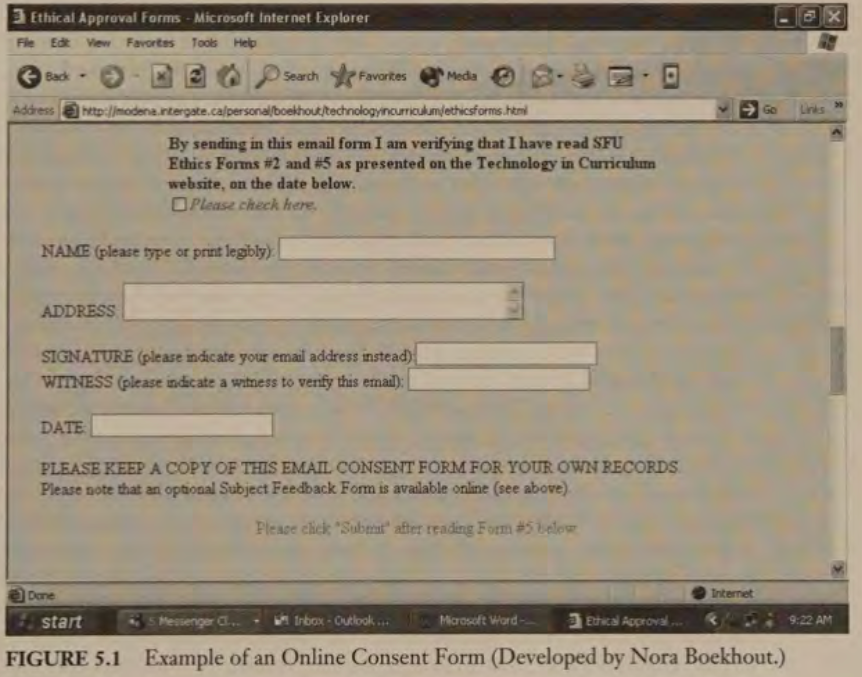 Ethical Approval Forms - Microsoft Internet Explorer
File Edit View Favorites Tools Help
Back Search Favorites Media
Address http://modena.intergate.ca/personal/boekhout/technologyincurriculum/ethicsforms.html Go Links »
By sending in this email form I am verifying that I have read SFU
Ethics Forms #2 and #5 as presented on the Technology in Curriculum
website, on the date below.
Please check here.
NAME (please type or print legibly):
ADDRESS:
SIGNATURE (please indicate your email address instead):
WITNESS (please indicate a witness to verify this email):
DATE:
PLEASE KEEP A COPY OF THIS EMAIL CONSENT FORM FOR YOUR OWN RECORDS.
Please note that an optional Subject Feedback Form is available online (see above).
Please click "Submit" after reading Form #5 below.
Done Internet
start 5 Messenger Cl... Inbox - Outlook ... Microsoft Word - ... Ethical Approval ... 9:22 AM
FIGURE 5.1 Example of an Online Consent Form (Developed by Nora Boekhout.)